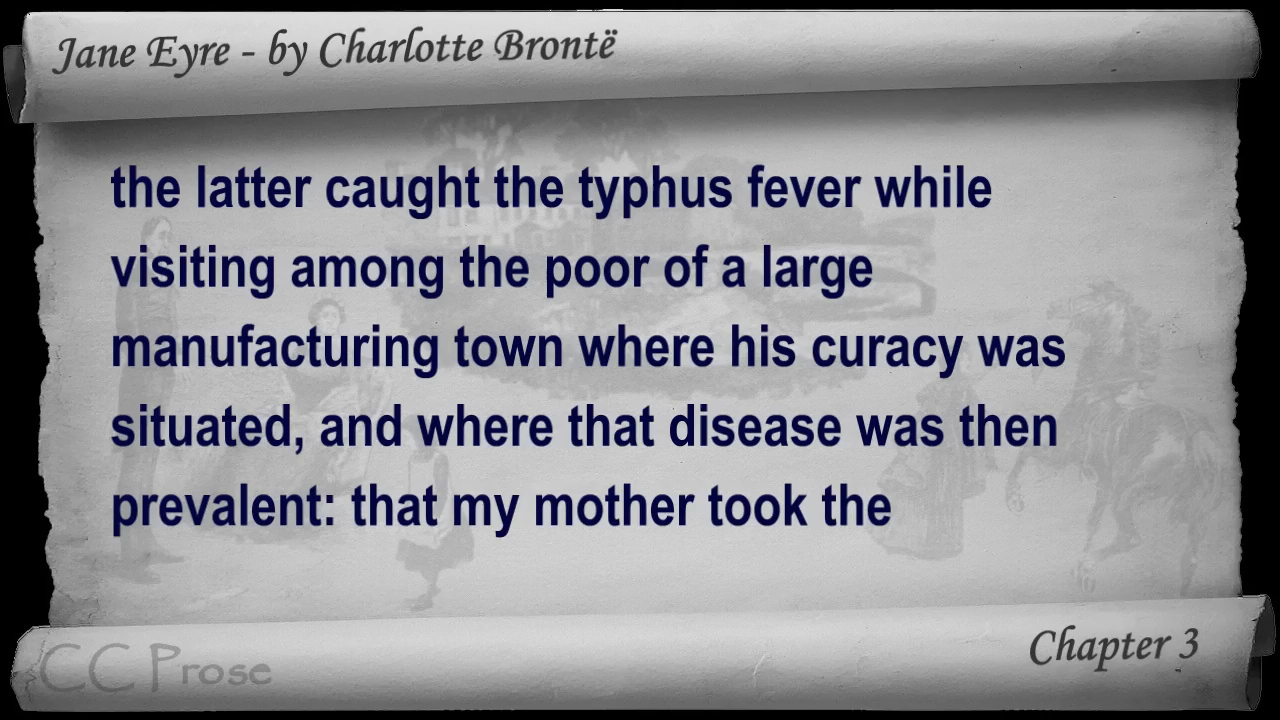 Jane Eyre - by Charlotte Brontë
the latter caught the typhus fever while
visiting among the poor of a large
manufacturing town where his curacy was
situated, and where that disease was then
prevalent: that my mother took the
Chapter 3
CC Prose